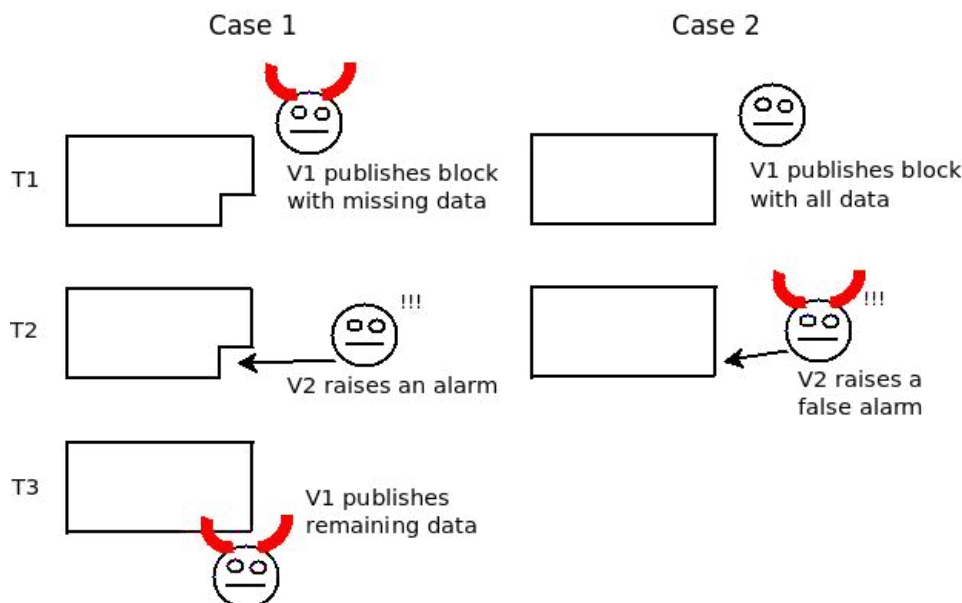 Case 1
Case 2
T1
V1 publishes block
with missing data
V1 publishes block
with all data
T2
!!!
V2 raises an alarm
!!!
V2 raises a
false alarm
T3
V1 publishes
remaining data